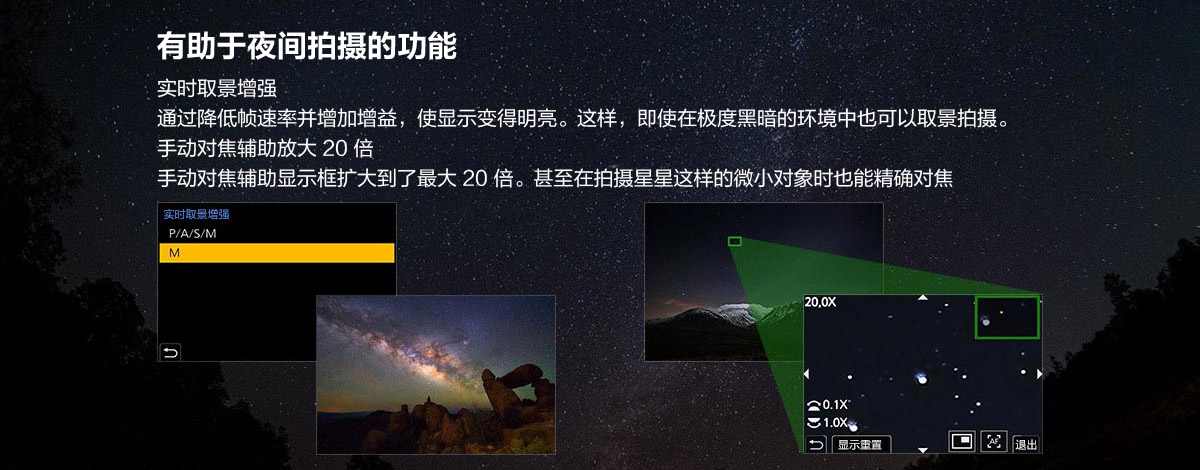 有助于夜间拍摄的功能
实时取景增强
通过降低帧速率并增加增益，使显示变得明亮。这样，即使在极度黑暗的环境中也可以取景拍摄。
手动对焦辅助放大 20 倍
手动对焦辅助显示框扩大到了最大 20 倍。甚至在拍摄星星这样的微小对象时也能精确对焦
实时取景增强
P/A/S/M
M
20.0X
0.1X
1.0X
显示重置
AF
退出